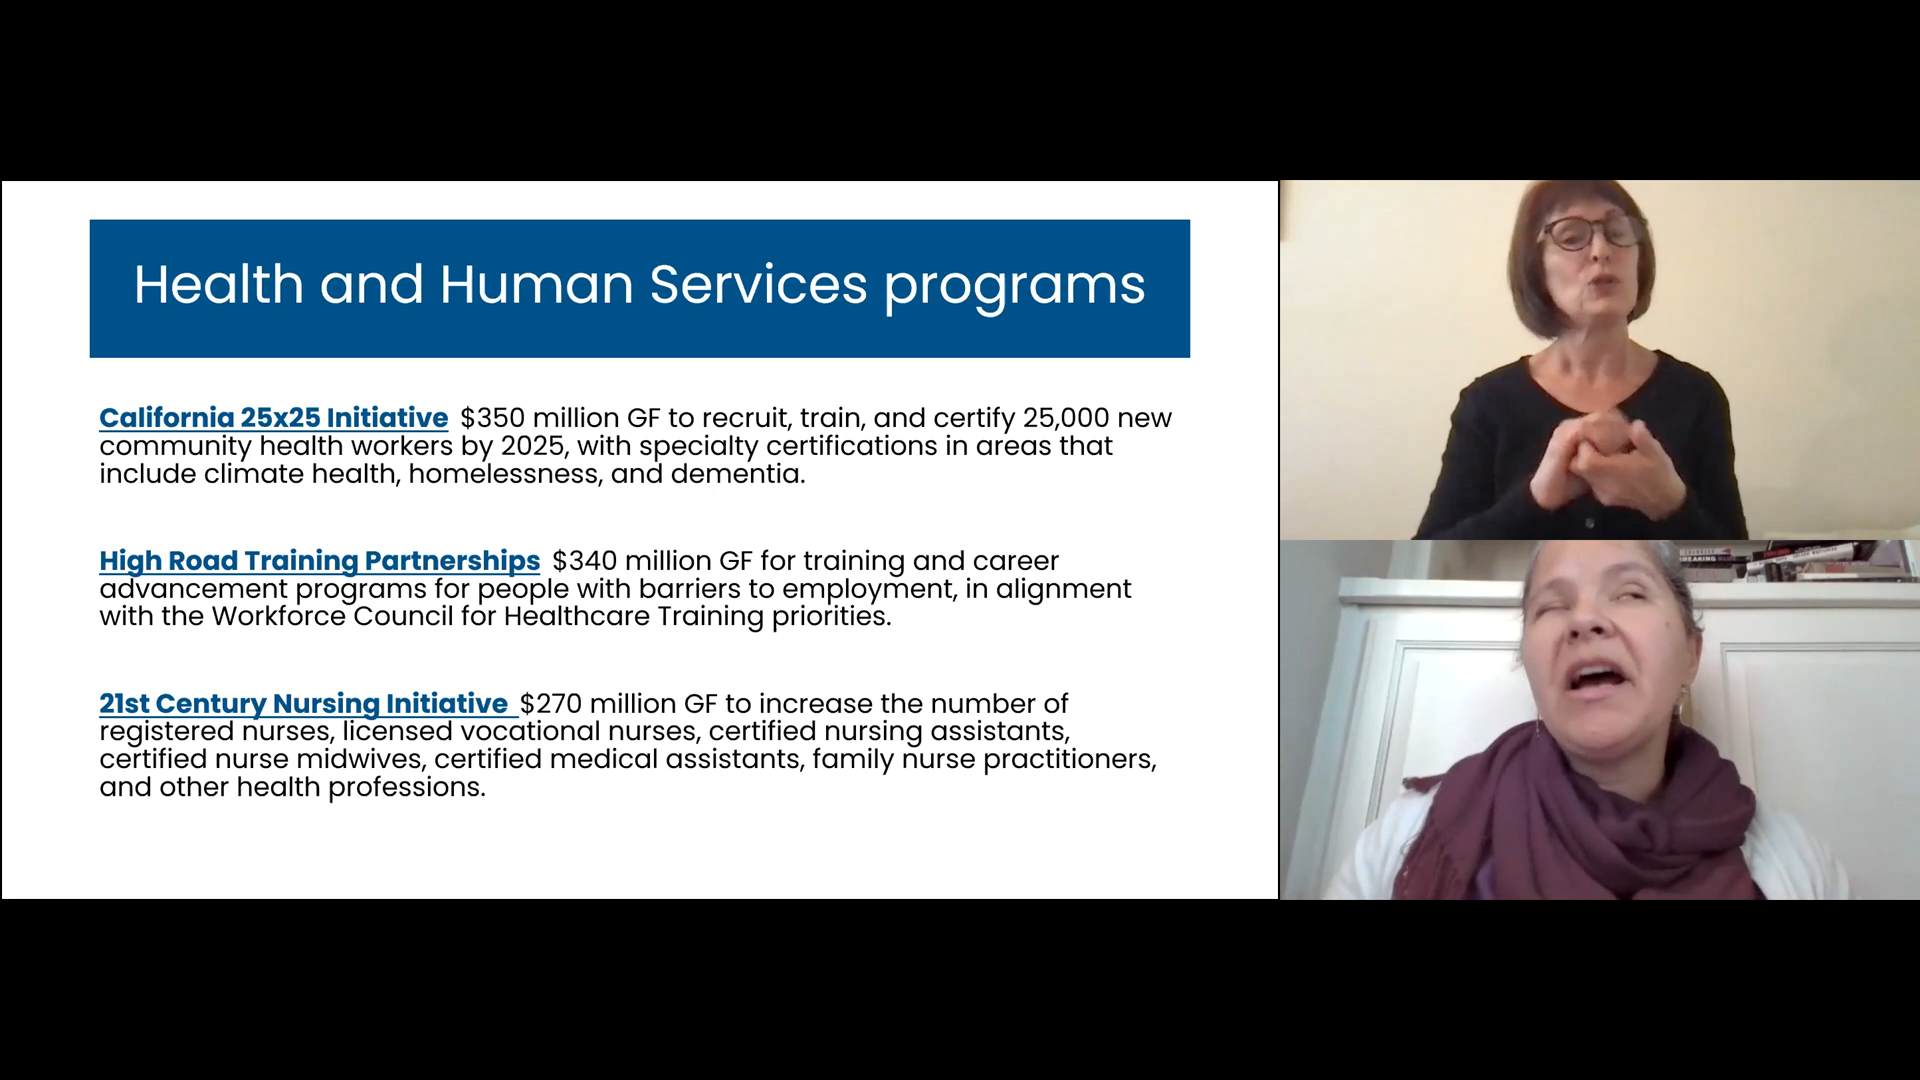 Health and Human Services programs
California 25x25 Initiative $350 million GF to recruit, train, and certify 25,000 new
community health workers by 2025, with specialty certifications in areas that
include climate health, homelessness, and dementia.
High Road Training Partnerships $340 million GF for training and career
advancement programs for people with barriers to employment, in alignment
with the Workforce Council for Healthcare Training priorities.
21st Century Nursing Initiative $270 million GF to increase the number of
registered nurses, licensed vocational nurses, certified nursing assistants,
certified nurse midwives, certified medical assistants, family nurse practitioners,
and other health professions.